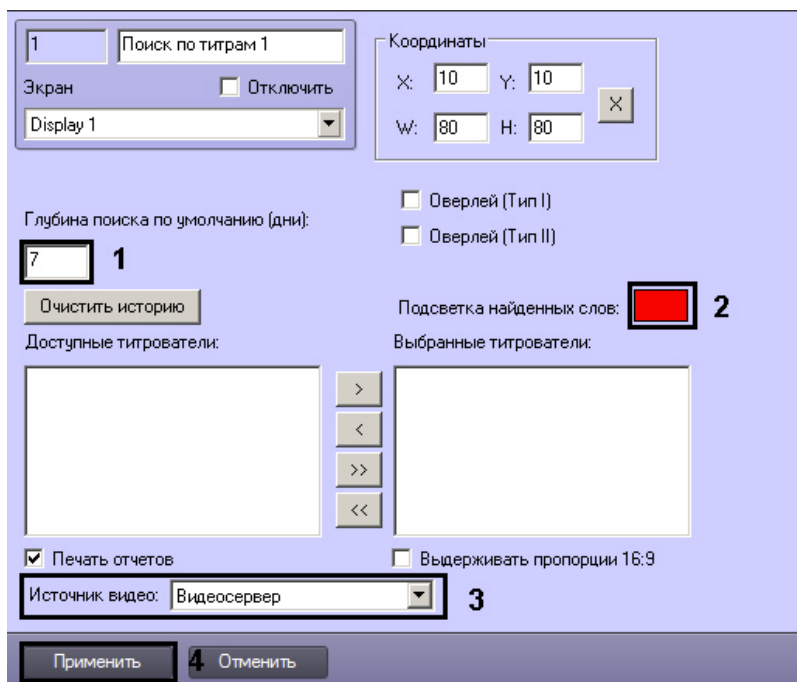 1 Поиск по титрам 1
Экран Отключить
Display 1
Координаты
X: 10 Y: 10
W: 80 H: 80
X
Оверлей (Тип I)
Оверлей (Тип II)
Глубина поиска по умолчанию (дни):
7 1
Очистить историю
Подсветка найденных слов: 2
Доступные титрователи:
Выбранные титрователи:
>
<
>>
<<
Печать отчетов
Выдерживать пропорции 16:9
Источник видео: Видеосервер 3
Применить 4 Отменить